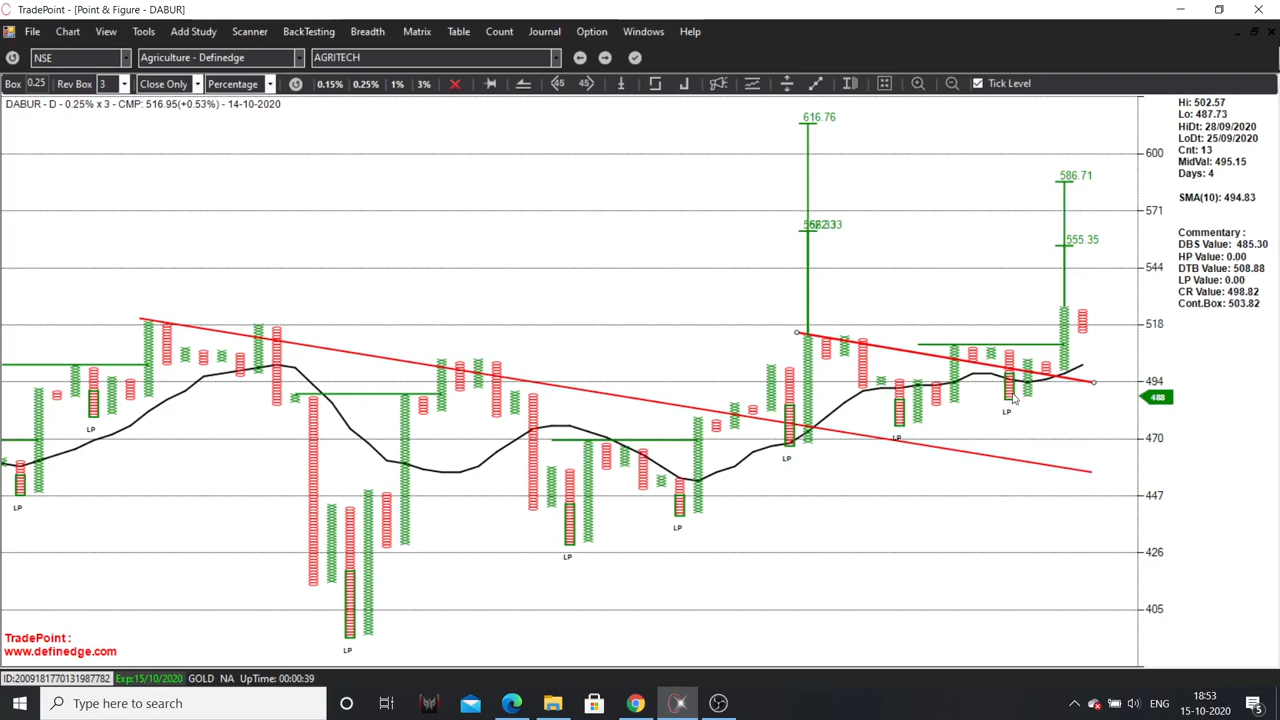 TradePoint - [Point & Figure - DABUR]
File Chart View Tools Add Study Scanner BackTesting Breadth Matrix Table Count Journal Option Windows Help
NSE Agriculture - Definedge AGRITECH
Box 0.25 Rev Box 3 Close Only Percentage 0.15% 0.25% 1% 3% 45 45 Tick Level
DABUR - D - 0.25% x 3 - CMP: 516.95(+0.53%) - 14-10-2020
Hi: 502.57
Lo: 487.73
HiDt: 28/09/2020
LoDt: 25/09/2020
Cnt: 13
MidVal: 495.15
Days: 4
SMA(10): 494.83
Commentary :
DBS Value: 485.30
HP Value: 0.00
DTB Value: 508.88
LP Value: 0.00
CR Value: 498.82
Cont.Box: 503.82
616.76
600
586.71
571
555.35
544
518
494
488
470
447
426
405
LP
LP
LP
LP
LP
LP
LP
LP
TradePoint :
www.definedge.com
ID:2009181770131987782 Exp:15/10/2020 GOLD NA UpTime: 00:00:39
Type here to search
ENG
18:53
15-10-2020
5